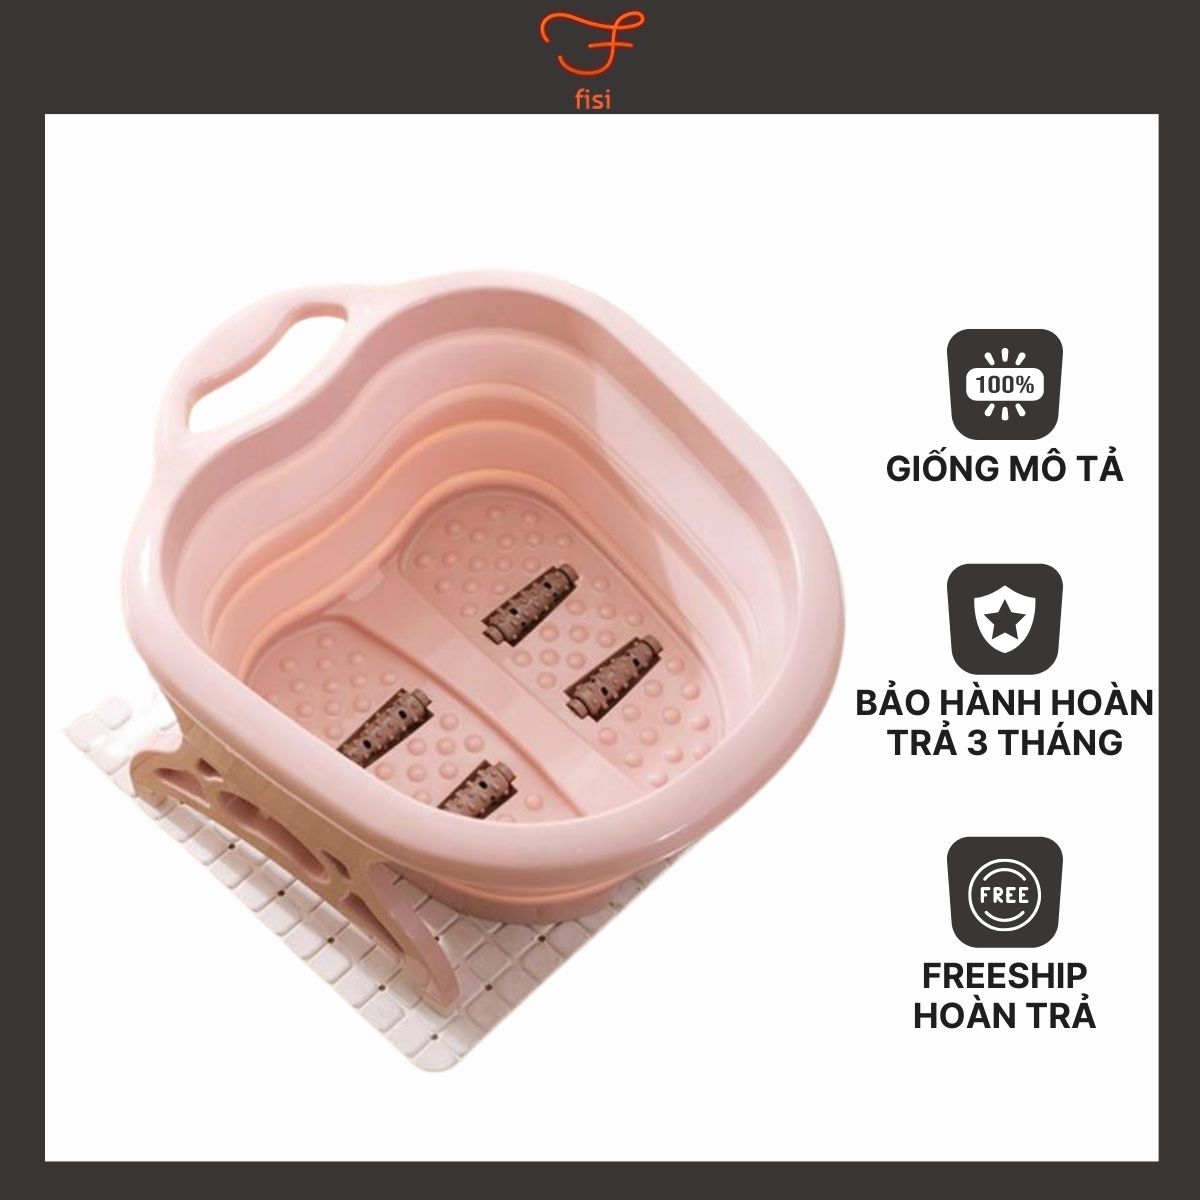 fisi
100%
GIỐNG MÔ TẢ
BẢO HÀNH HOÀN
TRẢ 3 THÁNG
FREE
FREESHIP
HOÀN TRẢ